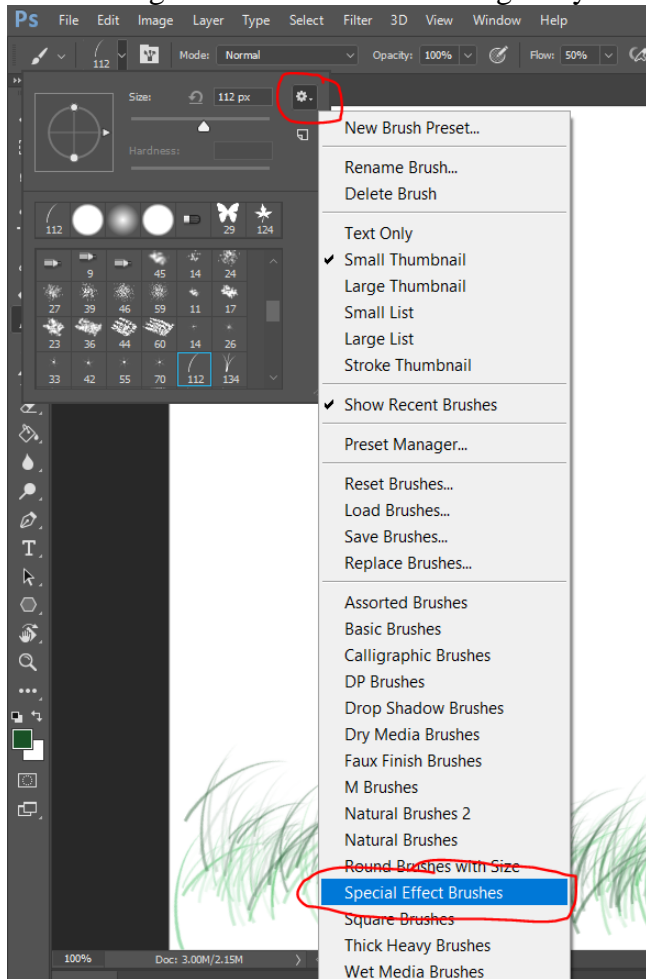 Ps File Edit Image Layer Type Select Filter 3D View Window Help
112 Mode: Normal Opacity: 100% Flow: 50%
Size: 112 px
Hardness:
112 29 124
9 45 14 24
27 39 46 59 11 17
23 36 44 60 14 26
33 42 55 70 112 134
New Brush Preset...
Rename Brush...
Delete Brush
Text Only
Small Thumbnail
Large Thumbnail
Small List
Large List
Stroke Thumbnail
Show Recent Brushes
Preset Manager...
Reset Brushes...
Load Brushes...
Save Brushes...
Replace Brushes...
Assorted Brushes
Basic Brushes
Calligraphic Brushes
DP Brushes
Drop Shadow Brushes
Dry Media Brushes
Faux Finish Brushes
M Brushes
Natural Brushes 2
Natural Brushes
Round Brushes with Size
Special Effect Brushes
Square Brushes
Thick Heavy Brushes
Wet Media Brushes
100% Doc: 3.00M/2.15M